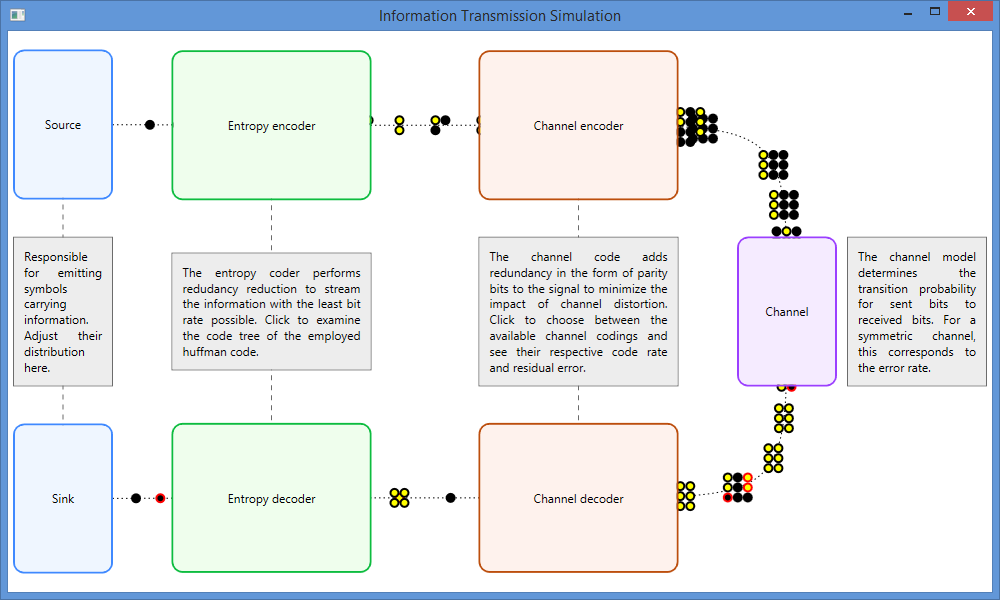 Information Transmission Simulation
Source
Entropy encoder
Channel encoder
Responsible
for emitting
symbols
carrying
information.
Adjust their
distribution
here.
The entropy coder performs
redundancy reduction to stream
the information with the least bit
rate possible. Click to examine
the code tree of the employed
huffman code.
The channel code adds
redundancy in the form of parity
bits to the signal to minimize the
impact of channel distortion.
Click to choose between the
available channel codings and
see their respective code rate
and residual error.
Channel
The channel model
determines the
transition probability
for sent bits to
received bits. For a
symmetric channel,
this corresponds to
the error rate.
Sink
Entropy decoder
Channel decoder